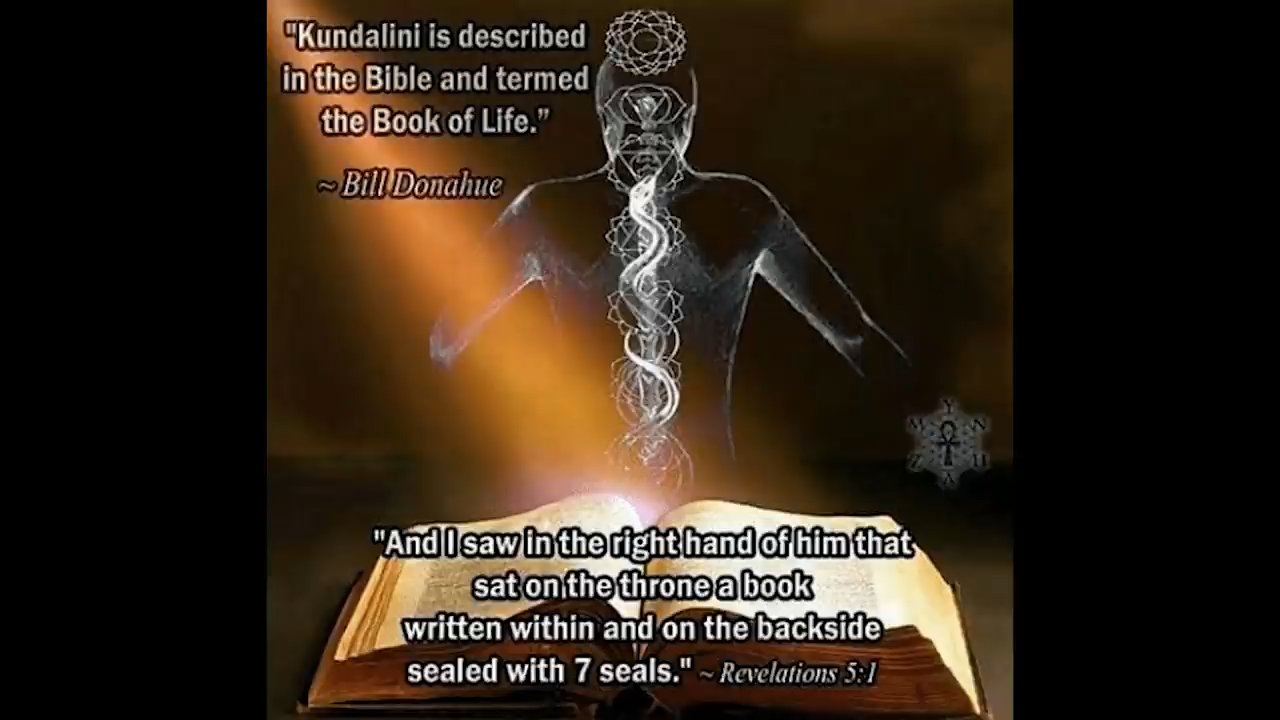 "Kundalini is described
in the Bible and termed
the Book of Life.”
~ Bill Donahue
Y
M N
Z H
X
"And I saw in the right hand of him that
sat on the throne a book
written within and on the backside
sealed with 7 seals." ~ Revelations 5:1